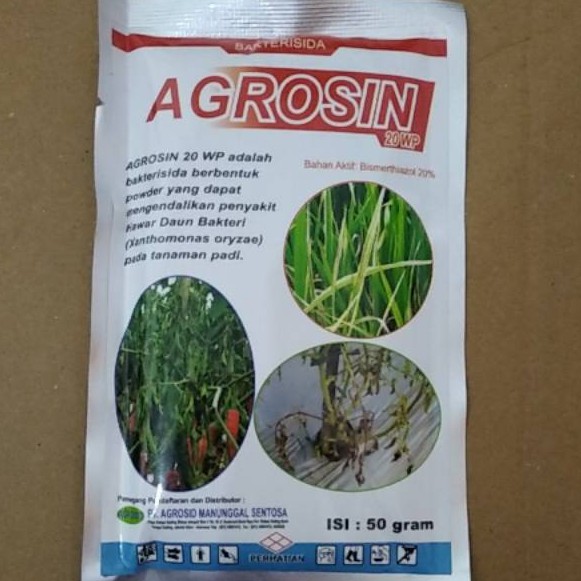 BAKTERISIDA
AGROSIN
20 WP
AGROSIN 20 WP adalah
bakterisida berbentuk
powder yang dapat
mengendalikan penyakit
Hawar Daun Bakteri
(Xanthomonas oryzae)
pada tanaman padi.
Bahan Aktif: Bismerthiazol 20%
Pemegang Pendaftaran dan Distributor :
PT. AGROSID MANUNGGAL SENTOSA
ISI : 50 gram
PERHATIAN